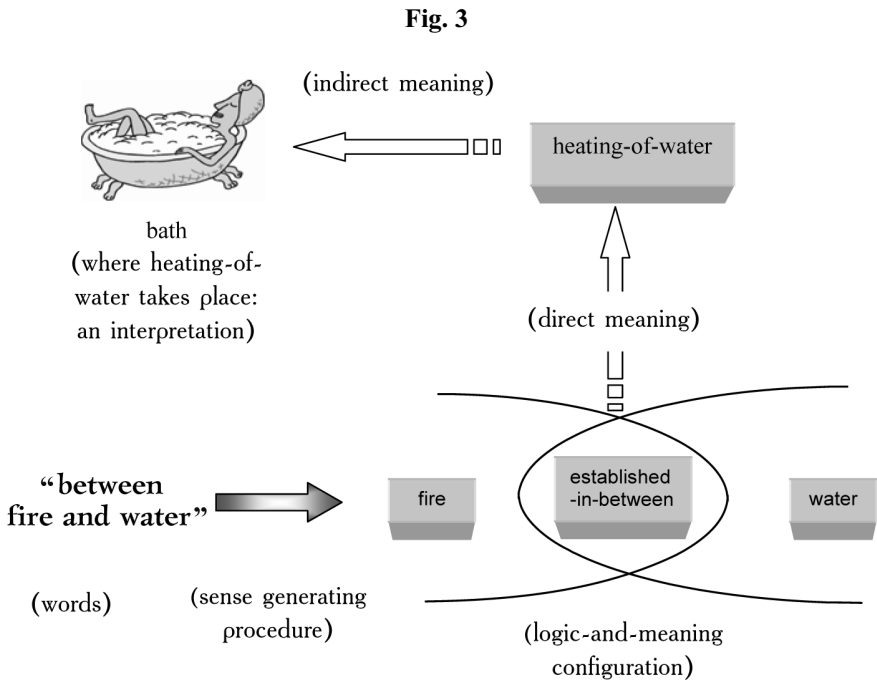 Fig. 3
(indirect meaning)
heating-of-water
bath
(where heating-of-
water takes place:
an interpretation)
(direct meaning)
“between
fire and water”
fire
established
-in-between
water
(words)
(sense generating
procedure)
(logic-and-meaning
configuration)